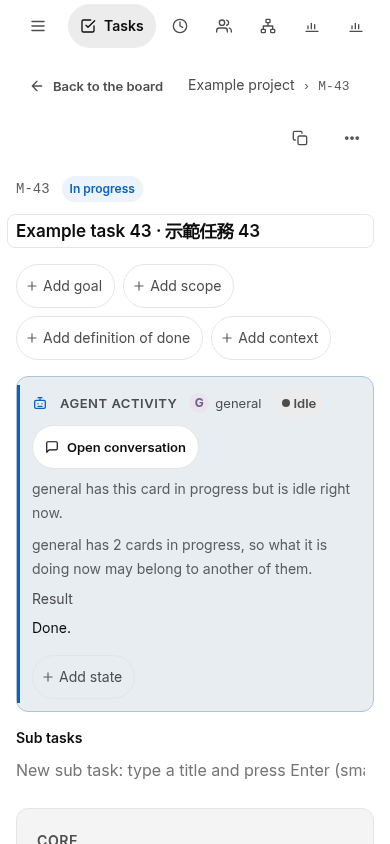 Tasks
Back to the board
Example project › M-43
M-43 In progress
Example task 43 · 示範任務 43
Add goal
Add scope
Add definition of done
Add context
AGENT ACTIVITY G general Idle
Open conversation
general has this card in progress but is idle right
now.
general has 2 cards in progress, so what it is
doing now may belong to another of them.
Result
Done.
Add state
Sub tasks
New sub task: type a title and press Enter (sma
CORE